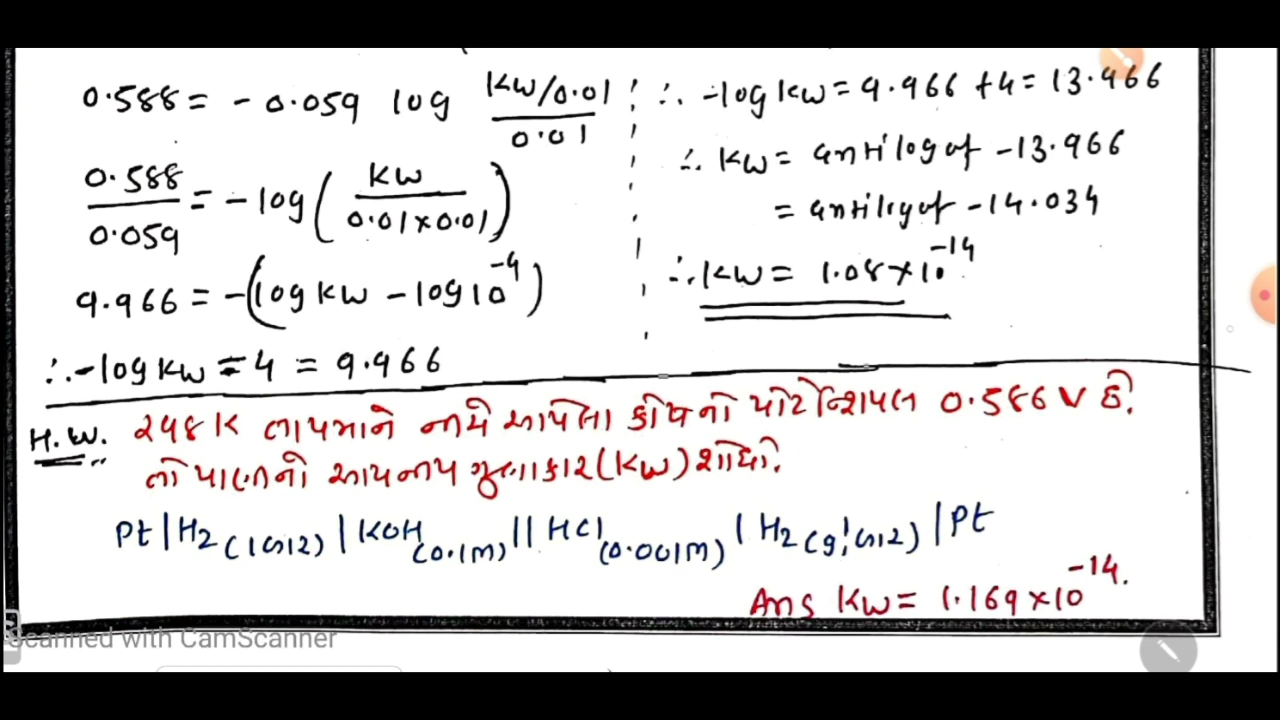 0.588 = - 0.059 log (Kw/0.01)/0.01
0.588/0.059 = - log (Kw/(0.01 x 0.01))
9.966 = - (log Kw - log 10^-4)
∴ -log Kw - 4 = 9.966
∴ -log Kw = 9.966 + 4 = 13.966
∴ Kw = antilog of -13.966
= antilog of -14.034
∴ Kw = 1.08 x 10^-14
H.W. 298 K તાપમાને નીચે આપેલા કોષનો પોટેન્શિયલ 0.586 V છે.
તો પાણીનો આયનીય ગુણાકાર (Kw) શોધો.
Pt | H2 (1 બાર) | KOH (0.1M) || HCl (0.001M) | H2 (g, 1 બાર) | Pt
Ans Kw = 1.169 x 10^-14.
Scanned with CamScanner